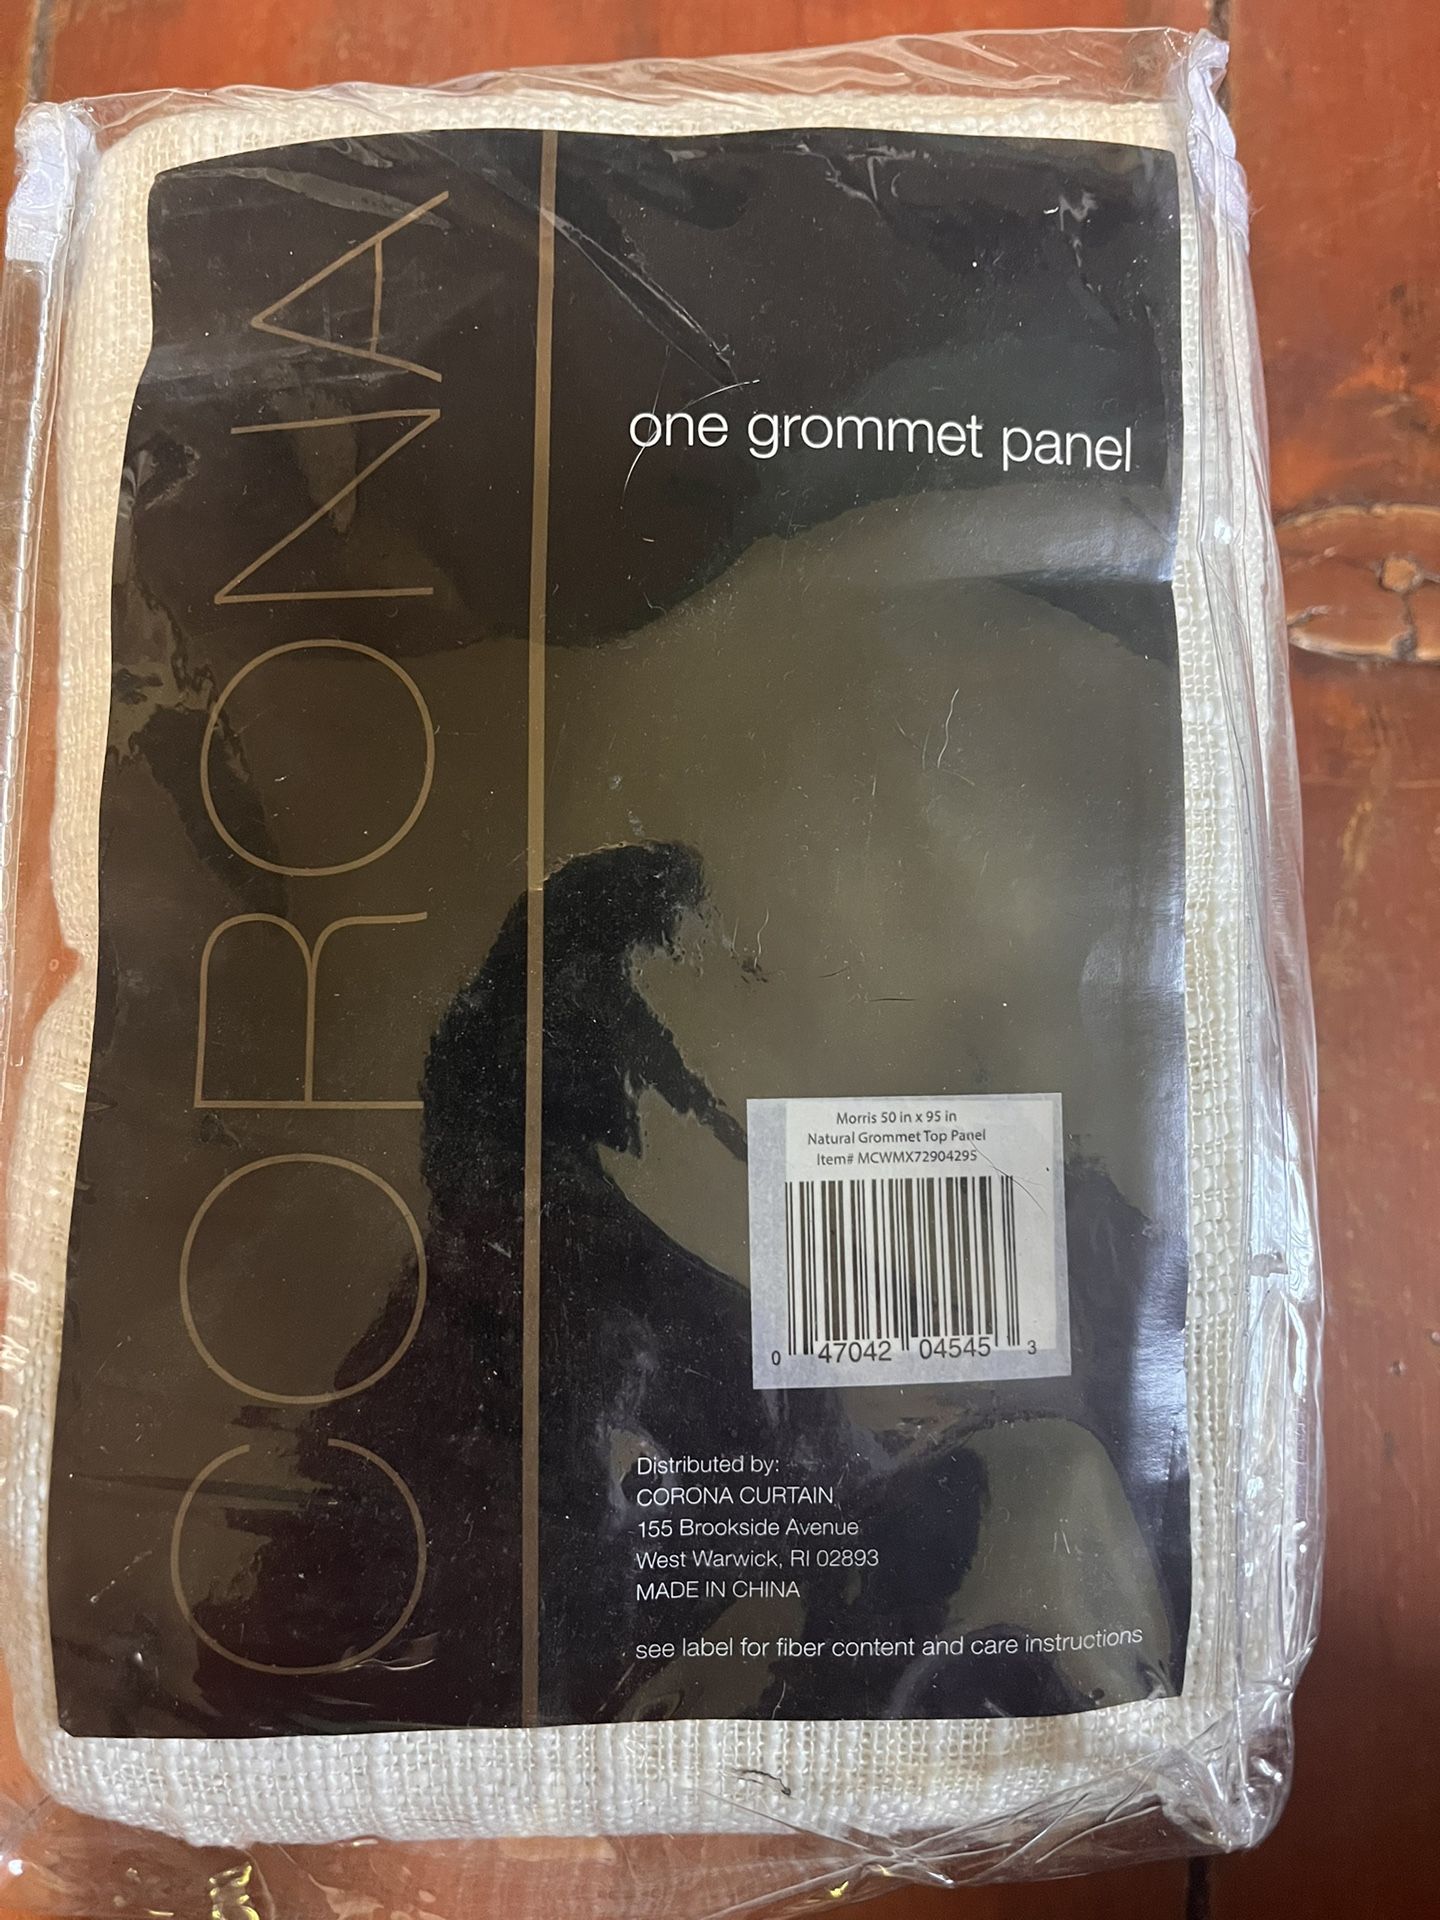 CORONA
one grommet panel
Morris 50 in x 95 in
Natural Grommet Top Panel
Item# MCWMX72904295
0 47042 04545 3
Distributed by:
CORONA CURTAIN
155 Brookside Avenue
West Warwick, RI 02893
MADE IN CHINA
see label for fiber content and care instructions